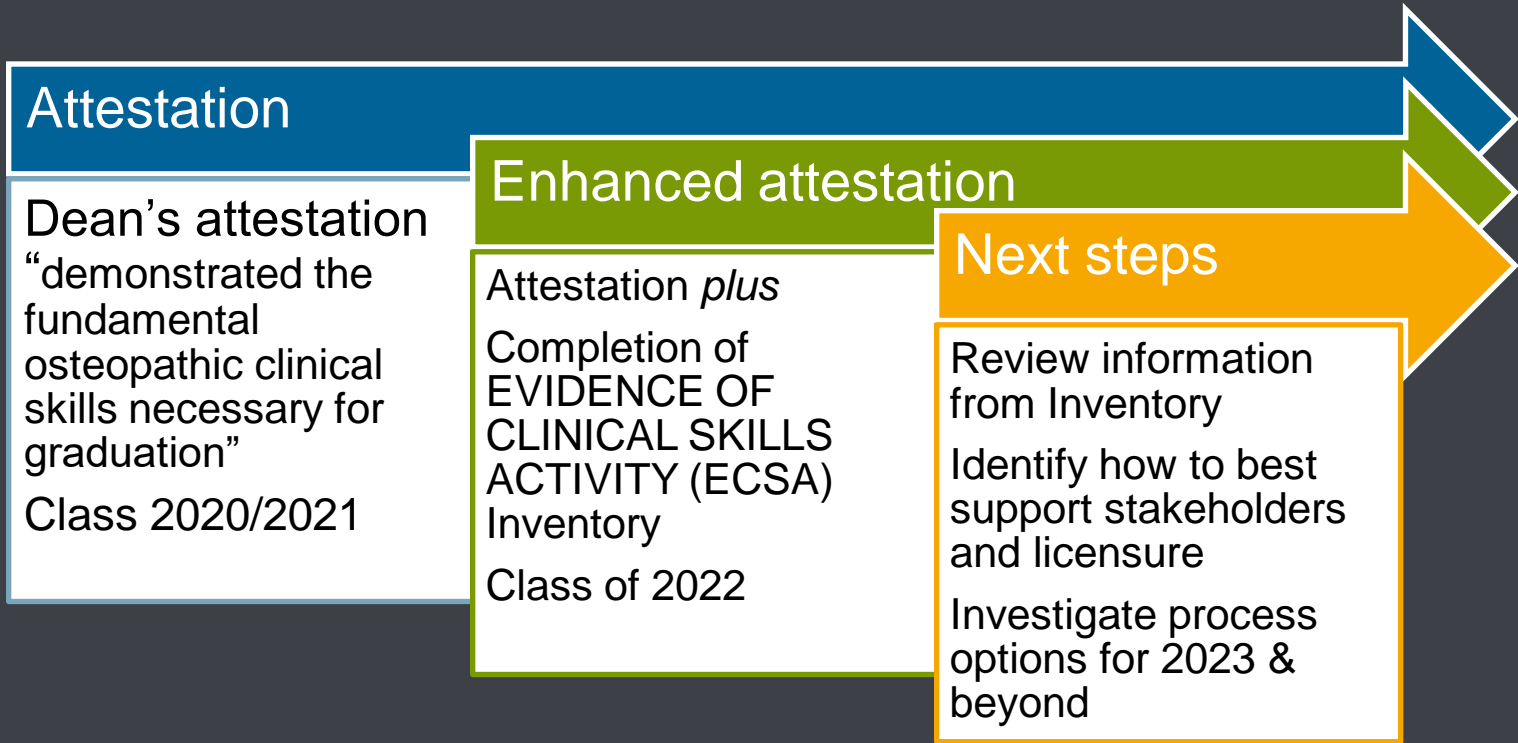 Attestation
Dean’s attestation
“demonstrated the
fundamental
osteopathic clinical
skills necessary for
graduation”
Class 2020/2021
Enhanced attestation
Attestation plus
Completion of
EVIDENCE OF
CLINICAL SKILLS
ACTIVITY (ECSA)
Inventory
Class of 2022
Next steps
Review information
from Inventory
Identify how to best
support stakeholders
and licensure
Investigate process
options for 2023 &
beyond